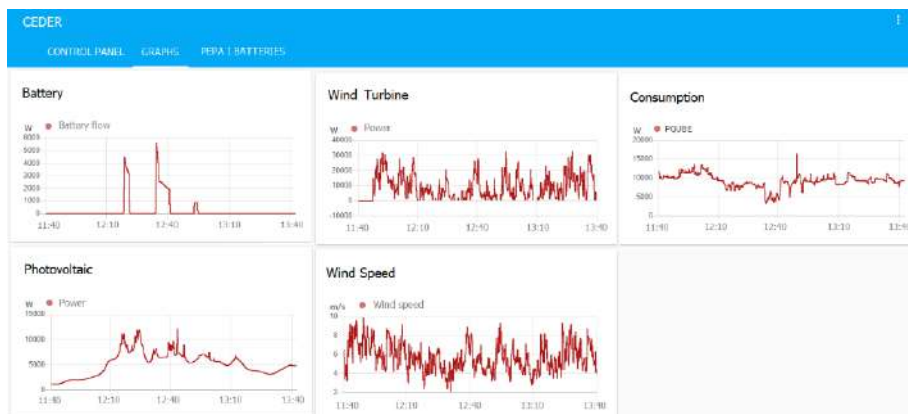 CEDER
CONTROL PANEL GRAPHS PEPA I BATTERIES
Battery
W Battery flow
6000
5000
4000
3000
2000
1000
0
11:40 12:10 12:40 13:10 13:40
Wind Turbine
W Power
40000
30000
20000
10000
0
-10000
11:40 12:10 12:40 13:10 13:40
Consumption
W PQUBE
20000
15000
10000
5000
0
11:40 12:10 12:40 13:10 13:40
Photovoltaic
W Power
15000
10000
5000
0
11:40 12:10 12:40 13:10 13:40
Wind Speed
m/s Wind speed
10
8
6
4
2
11:40 12:10 12:40 13:10 13:40